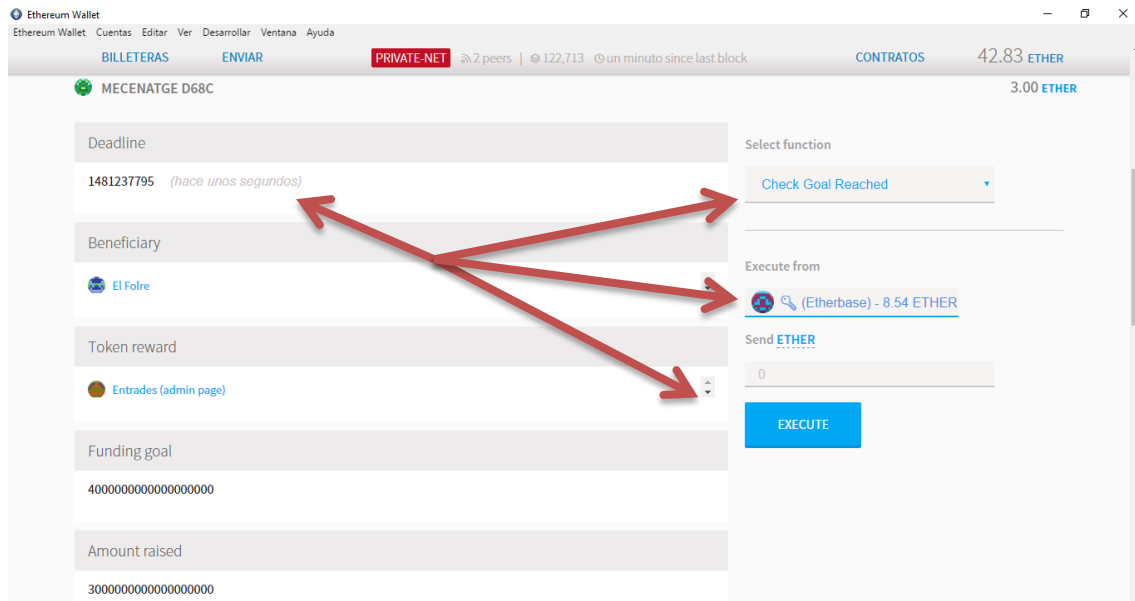 Ethereum Wallet
Ethereum Wallet Cuentas Editar Ver Desarrollar Ventana Ayuda
BILLETERAS ENVIAR PRIVATE-NET 2 peers | 122,713 un minuto since last block CONTRATOS 42.83 ETHER
MECENATGE D68C 3.00 ETHER
Deadline
1481237795 (hace unos segundos)
Beneficiary
El Folre
Token reward
Entrades (admin page)
Funding goal
4000000000000000000
Amount raised
3000000000000000000
Select function
Check Goal Reached
Execute from
(Etherbase) - 8.54 ETHER
Send ETHER
0
EXECUTE